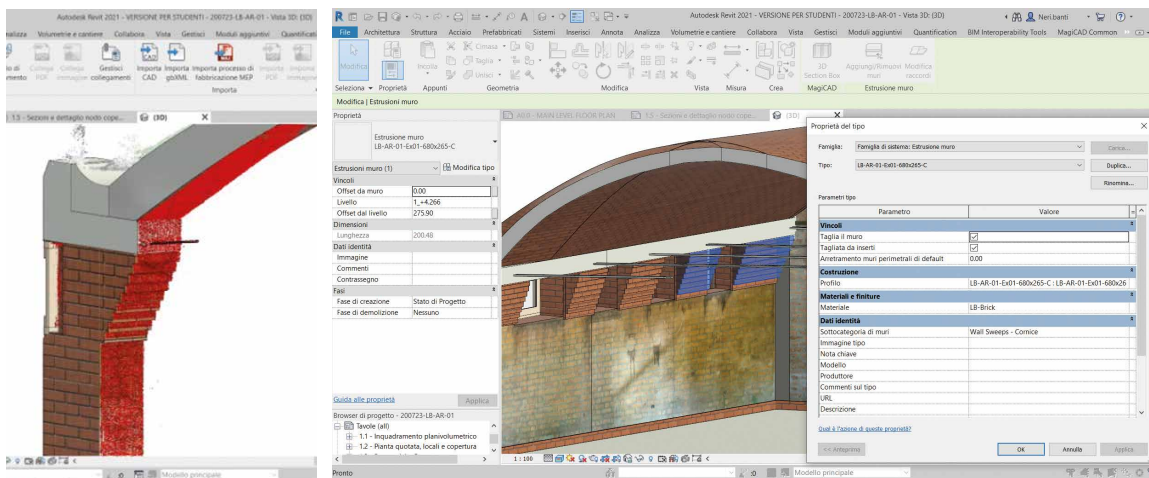 Autodesk Revit 2021 - VERSIONE PER STUDENTI - 200723-LB-AR-01 - Vista 3D: {3D}
Volumetrie e cantiere Collabora Vista Gestisci Moduli aggiuntivi
Gestisci collegamenti
Importa CAD
Importa gbXML
Importa processo di fabbricazione MEP
Importa
1.5 - Sezioni e dettaglio nodo cope...
{3D}
Modello principale
Autodesk Revit 2021 - VERSIONE PER STUDENTI - 200723-LB-AR-01 - Vista 3D: {3D}
Neri.banti
File Architettura Struttura Acciaio Prefabbricati Sistemi Inserisci Annota Analizza Volumetrie e cantiere Collabora Vista Gestisci Moduli aggiuntivi Quantification BIM Interoperability Tools MagiCAD Common
Modifica
Incolla
Cimasa
Taglia
Unisci
3D Section Box
Aggiungi/Rimuovi muri
Modifica raccordi
Seleziona Proprietà Appunti Geometria Modifica Vista Misura Crea MagiCAD Estrusione muro
Modifica | Estrusioni muro
Proprietà
A0.6 - MAIN LEVEL FLOOR PLAN
1.5 - Sezioni e dettaglio nodo cope...
{3D}
Estrusione muro
LB-AR-01-Ex01-680x265-C
Estrusioni muro (1)
Modifica tipo
Vincoli
Offset da muro 0.00
Livello 1_+4.266
Offset dal livello 275.90
Dimensioni
Lunghezza 200.48
Dati identità
Immagine
Commenti
Contrassegno
Fasi
Fase di creazione Stato di Progetto
Fase di demolizione Nessuno
Guida alle proprietà
Applica
Browser di progetto - 200723-LB-AR-01
Tavole (all)
1.1 - Inquadramento planivolumetrico
1.2 - Pianta quotata, locali e copertura
1 : 100
Pronto
:0
Modello principale
Proprietà del tipo
Famiglia: Famiglia di sistema: Estrusione muro
Carica...
Tipo: LB-AR-01-Ex01-680x265-C
Duplica...
Rinomina...
Parametri tipo
Parametro Valore =
Vincoli
Taglia il muro
Tagliata da inserti
Arretramento muri perimetrali di default 0.00
Costruzione
Profilo LB-AR-01-Ex01-680x265-C : LB-AR-01-Ex01-680x26
Materiali e finiture
Materiale LB-Brick
Dati identità
Sottocategoria di muri Wall Sweeps - Cornice
Immagine tipo
Nota chiave
Modello
Produttore
Commenti sul tipo
URL
Descrizione
Qual è l'azione di queste proprietà?
<< Anteprima
OK
Annulla
Applica